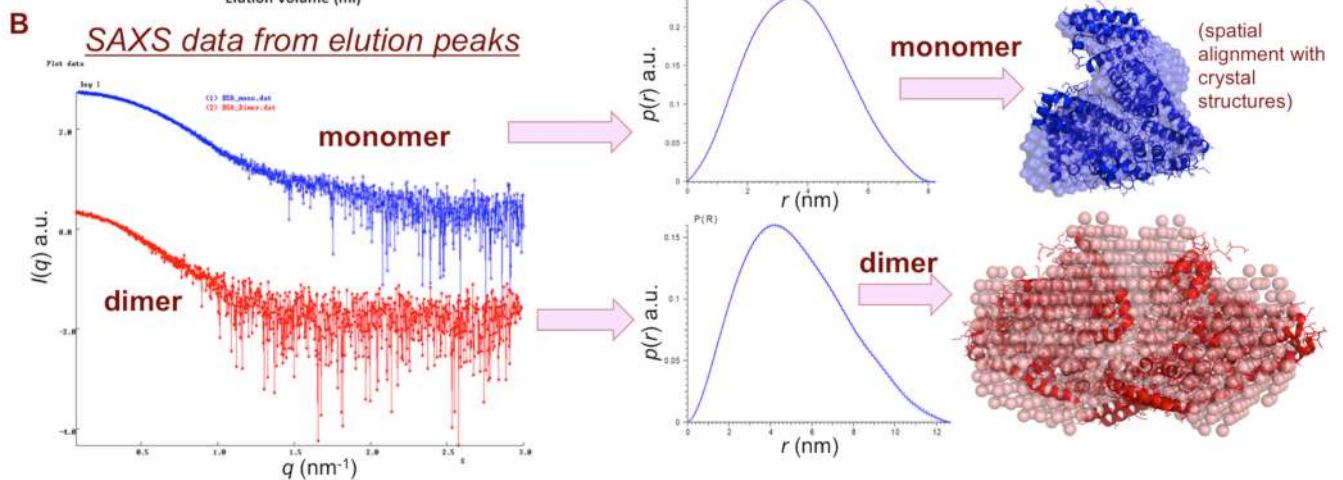 Elution Volume (ml)
B
SAXS data from elution peaks
Plot data
(1) BSA_mono.dat
(2) BSA_Dimer.dat
2.0
0.0
-2.0
-4.0
I(q) a.u.
monomer
dimer
0.5
1.0
1.5
2.0
2.5
3.0
q (nm-1)
p(r) a.u.
0.2
0.15
0.1
0.05
0
0
2
4
6
8
r (nm)
monomer
(spatial
alignment with
crystal
structures)
P(R)
p(r) a.u.
0.15
0.1
0.05
0
0
2
4
6
8
10
12
r (nm)
dimer